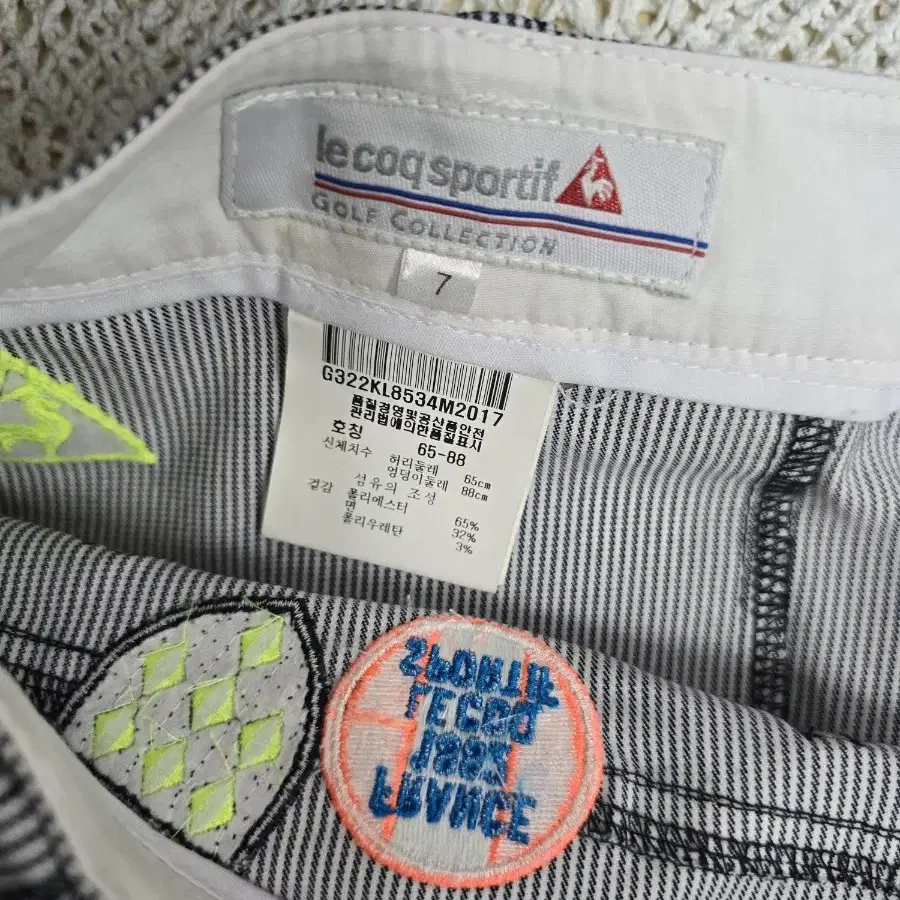 le coq sportif
GOLF COLLECTION
7
G322KL8534M2017
품질경영및공산품안전
관리법에의한품질표시
호칭 65-88
신체치수 허리둘레 65cm
엉덩이둘레 88cm
섬유의 조성
겉감 폴리에스터 65%
면 32%
폴리우레탄 3%